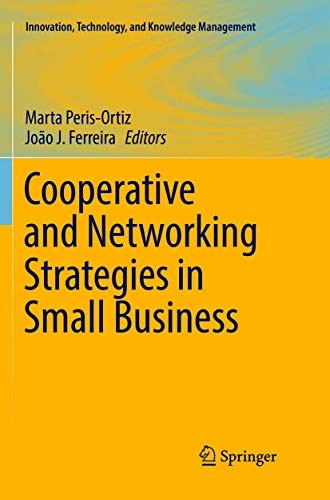 Innovation, Technology, and Knowledge Management
Marta Peris-Ortiz
João J. Ferreira Editors
Cooperative
and Networking
Strategies in
Small Business
Springer